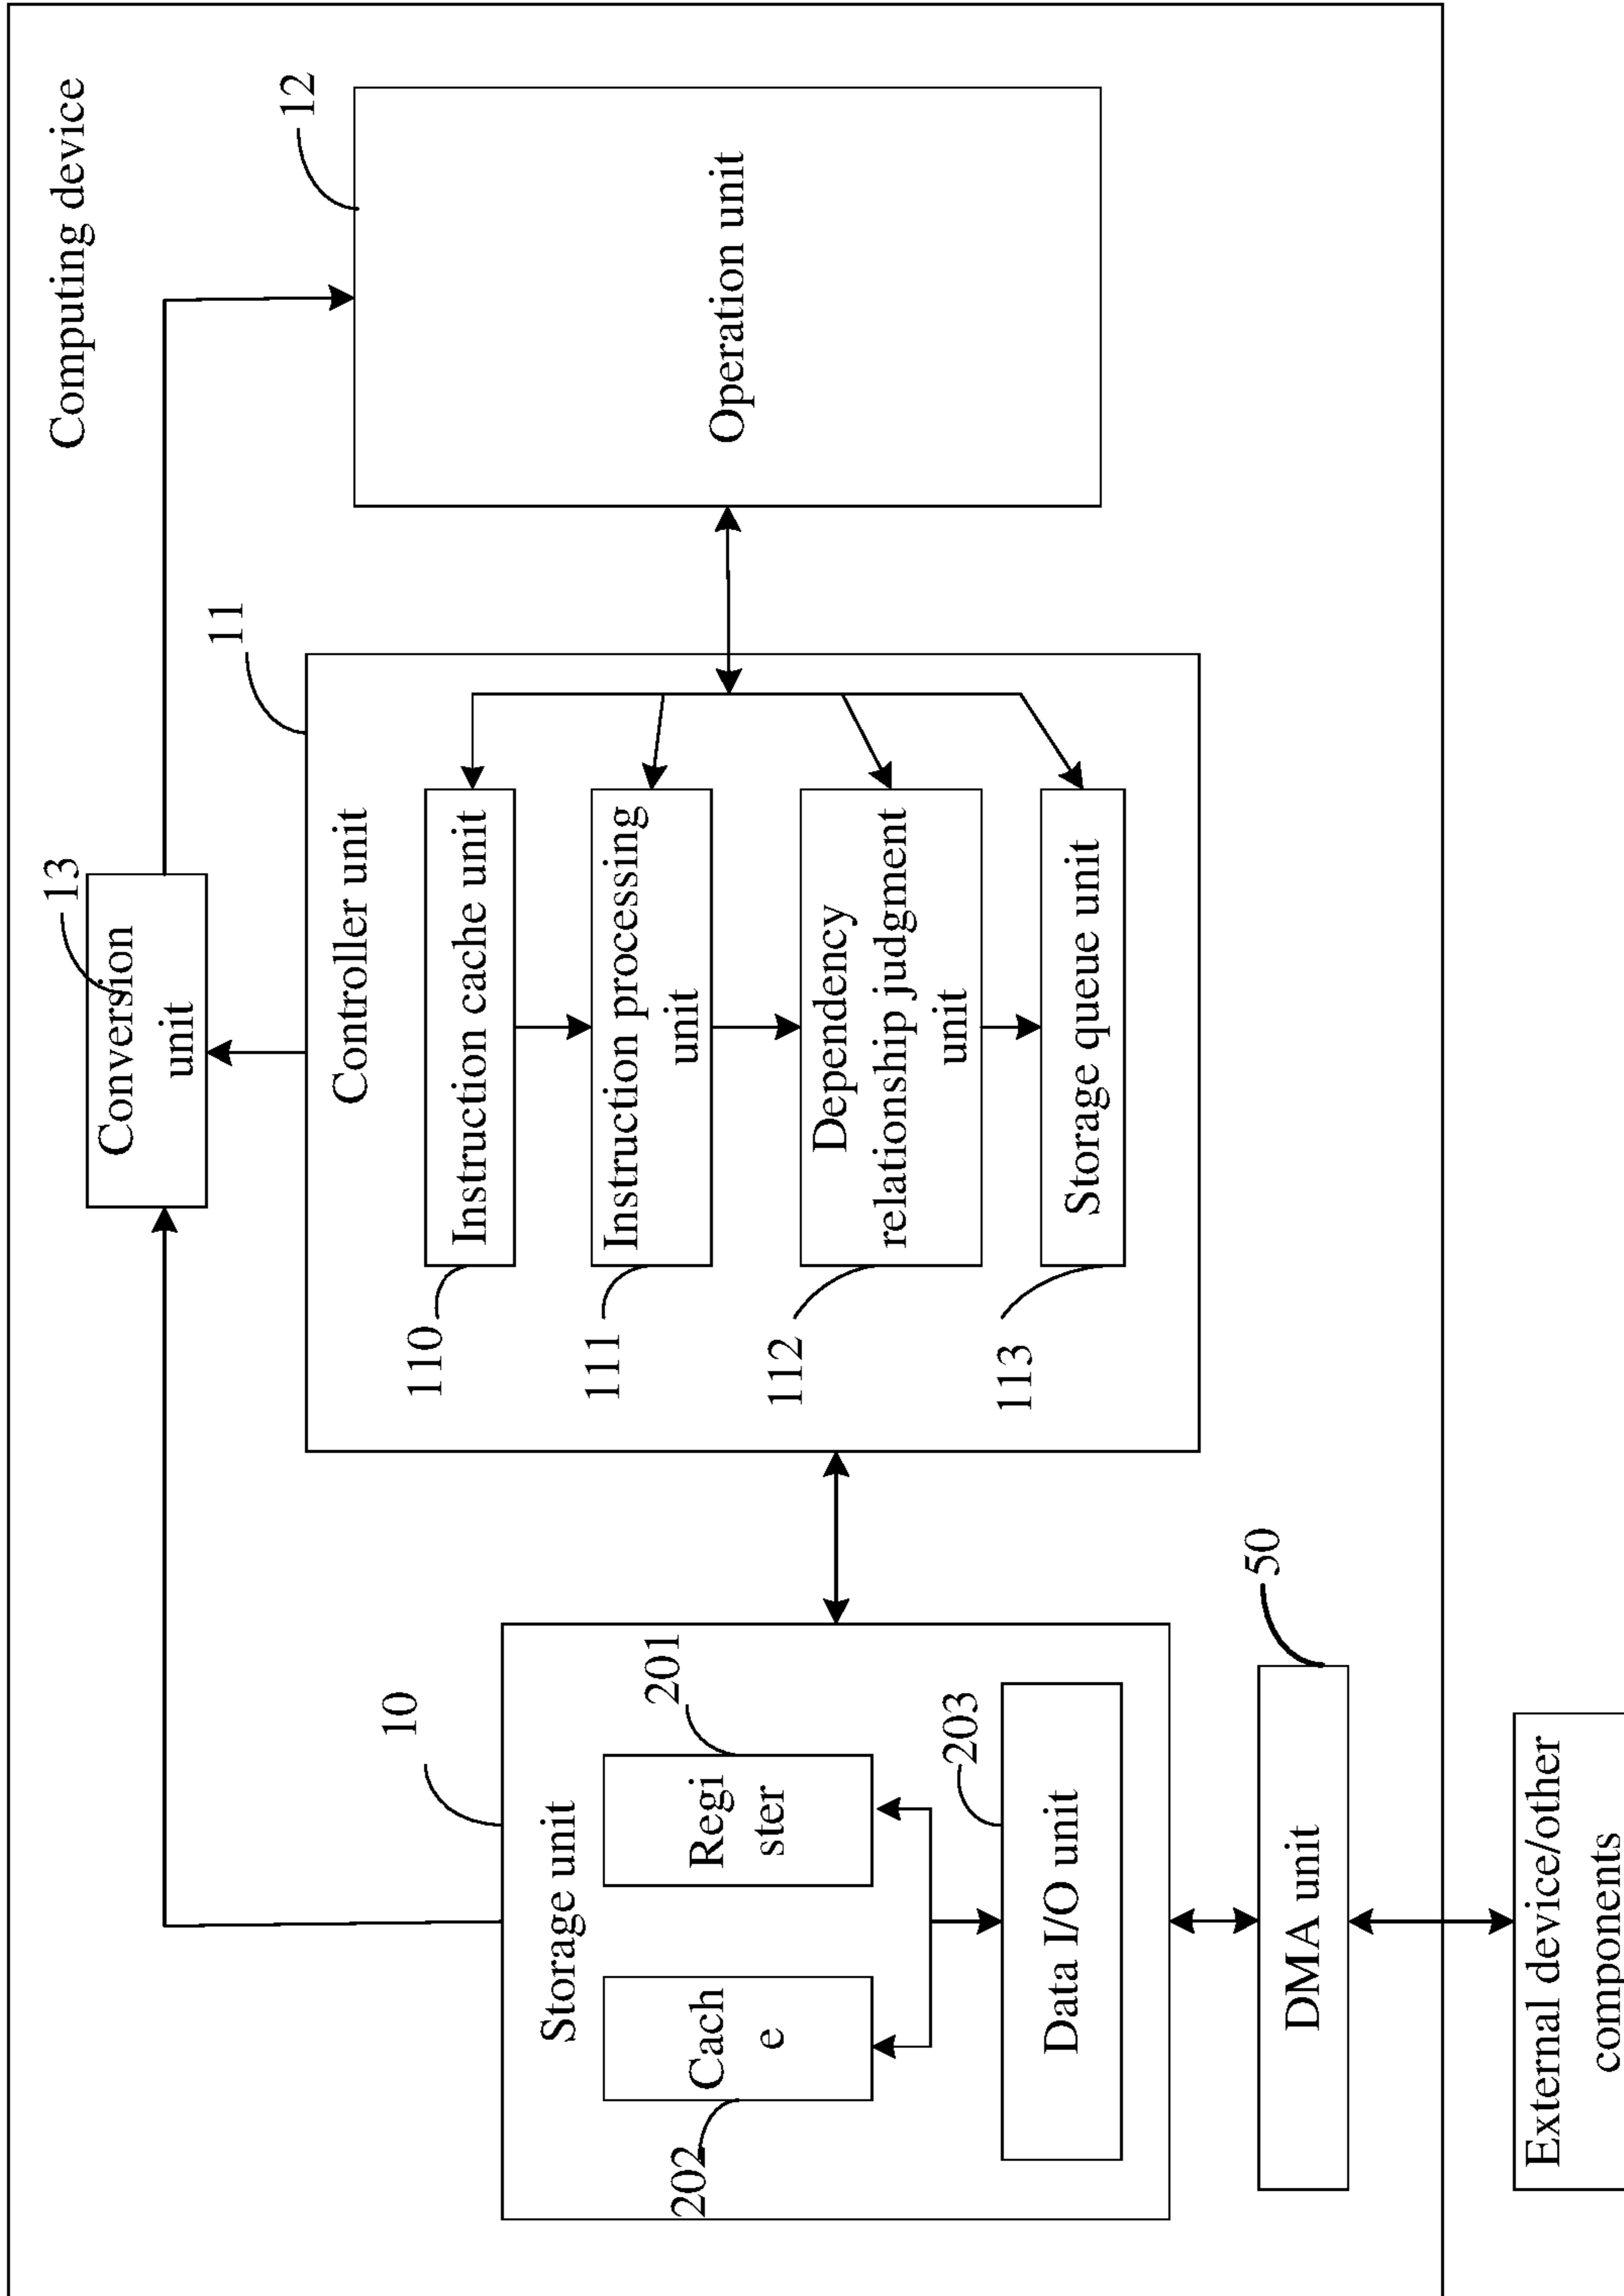 Computing device
13
Conversion
unit
11
12
10
Controller unit
Operation unit
Storage unit
110
Instruction cache unit
202
Cach
e
201
Regi
ster
111
Instruction processing
unit
112
Dependency
relationship judgment
unit
203
Data I/O unit
113
Storage queue unit
50
DMA unit
External device/other
components